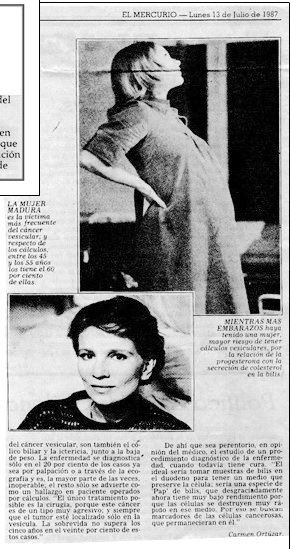 EL MERCURIO — Lunes 13 de Julio de 1987
del
en
que
ción
de
LA MUJER
MADURA
es la víctima
más frecuente
del cáncer
vesicular, y
respecto de
los cálculos,
entre los 45
y los 55 años
los tiene el 60
por ciento
de ellas.
MIENTRAS MAS
EMBARAZOS haya
tenido una mujer,
mayor riesgo de tener
cálculos vesiculares, por
la relación de la
progesterona con la
secreción de colesterol
en la bilis.
del cáncer vesicular, son también el có-
lico biliar y la ictericia, junto a la baja
de peso. La enfermedad se diagnostica
sólo en el 20 por ciento de los casos ya
sea por palpación o a través de la eco-
grafía y es, la mayor parte de las veces,
inoperable; el resto sólo se advierte co-
mo un hallazgo en paciente operados
por cálculos. "El único tratamiento po-
sible es la cirugía, porque este cáncer
es de un tipo muy agresivo, y siempre
que el tumor esté localizado sólo en la
vesícula. La sobrevida no supera los
cinco años en el veinte por ciento de es-
tos casos."
De ahí que sea perentorio, en opi-
nión del médico, el estudio de un pro-
cedimiento diagnóstico de la enferme-
dad, cuando todavía tiene cura. "El
ideal sería tomar muestras de bilis en
el duodeno para tener un medio que
preserve la célula; sería una especie de
'Pap' de bilis, que desgraciadamente
ahora tiene muy bajo rendimiento por-
que las células se destruyen muy rá-
pido en ese medio. Por eso se buscan
marcadores de las células cancerosas,
que permanecieran en él.
Carmen Ortúzar.